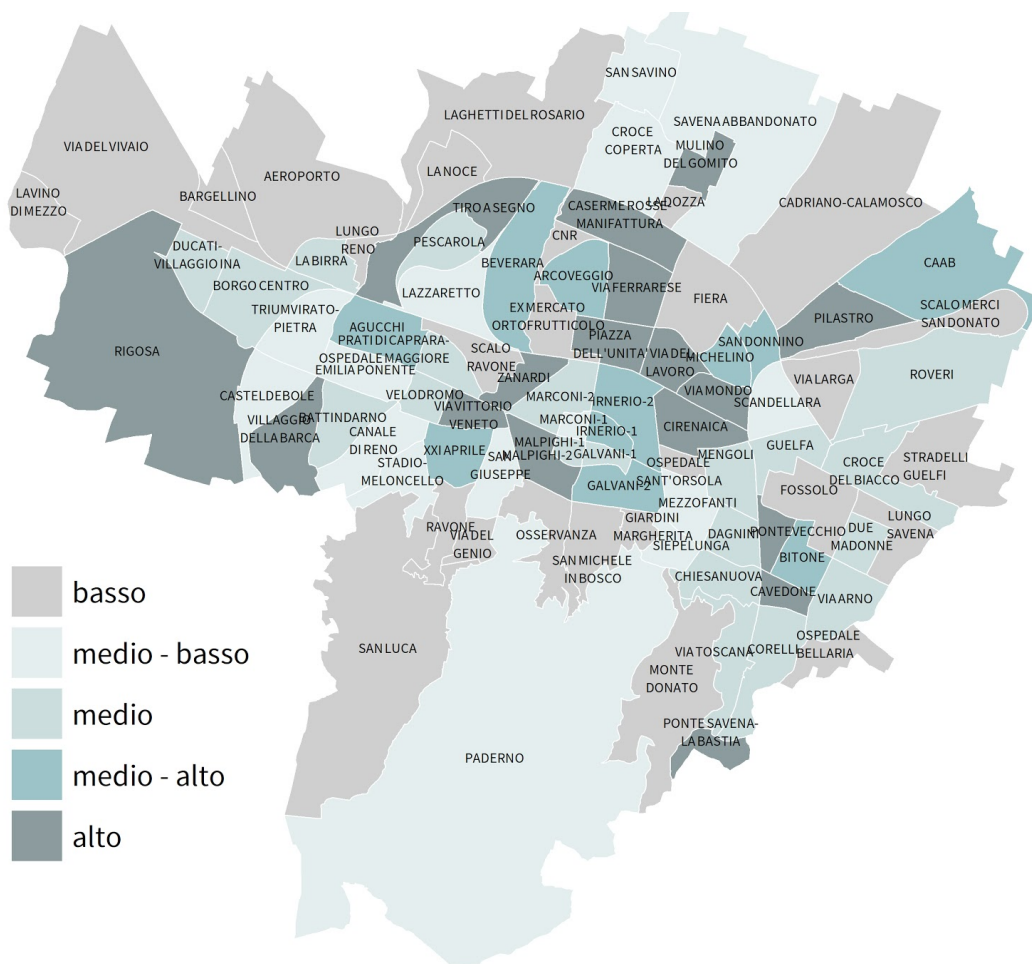 SAN SAVINO
LAGHETTI DEL ROSARIO
SAVENA ABBANDONATO
CROCE
COPERTA
MULINO
DEL GOMITO
VIA DEL VIVAIO
LA NOCE
AEROPORTO
LAVINO
DI MEZZO
BARGELLINO
LA DOZZA
CADRIANO-CALAMOSCO
TIRO A SEGNO
CASERME ROSSE
MANIFATTURA
LUNGO
RENO
CNR
PESCAROLA
DUCATI-
VILLAGGIO INA
LA BIRRA
BEVERARA
CAAB
ARCOVEGGIO
BORGO CENTRO
VIA FERRARESE
LAZZARETTO
FIERA
TRIUMVIRATO-
PIETRA
EX MERCATO
ORTOFRUTTICOLO
SCALO MERCI
SAN DONATO
PILASTRO
AGUCCHI
PRATI DI CAPRARA-
OSPEDALE MAGGIORE
PIAZZA
DELL'UNITA'
SAN DONNINO
RIGOSA
SCALO
RAVONE
VIA DEL
LAVORO
MICHELINO
EMILIA PONENTE
ZANARDI
VIA LARGA
ROVERI
CASTELDEBOLE
VELODROMO
MARCONI-2
IRNERIO-2
VIA MONDO
SCANDELLARA
VIA VITTORIO
VENETO
VILLAGGIO
DELLA BARCA
BATTINDARNO
MARCONI-1
IRNERIO-1
CIRENAICA
CANALE
DI RENO
MALPIGHI-1
GUELFA
XXI APRILE
SAN
GIUSEPPE
MALPIGHI-2
GALVANI-1
MENGOLI
STADIO-
MELONCELLO
OSPEDALE
SANT'ORSOLA
CROCE
DEL BIACCO
STRADELLI
GUELFI
GALVANI-2
FOSSOLO
MEZZOFANTI
GIARDINI
MARGHERITA
LUNGO
SAVENA
RAVONE
VIA DEL
GENIO
OSSERVANZA
DAGNINI
PONTEVECCHIO
DUE
MADONNE
SIEPELUNGA
BITONE
SAN MICHELE
IN BOSCO
CHIESANUOVA
CAVEDONE
VIA ARNO
SAN LUCA
VIA TOSCANA
CORELLI
OSPEDALE
BELLARIA
MONTE
DONATO
PONTE SAVENA-
LA BASTIA
PADERNO
basso
medio - basso
medio
medio - alto
alto